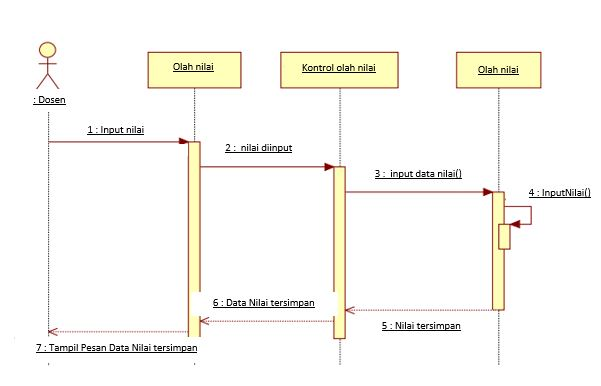 Olah nilai
Kontrol olah nilai
Olah nilai
: Dosen
1 : Input nilai
2 :  nilai diinput
3 :  input data nilai()
4 : InputNilai()
6 : Data Nilai tersimpan
5 : Nilai tersimpan
7 : Tampil Pesan Data Nilai tersimpan